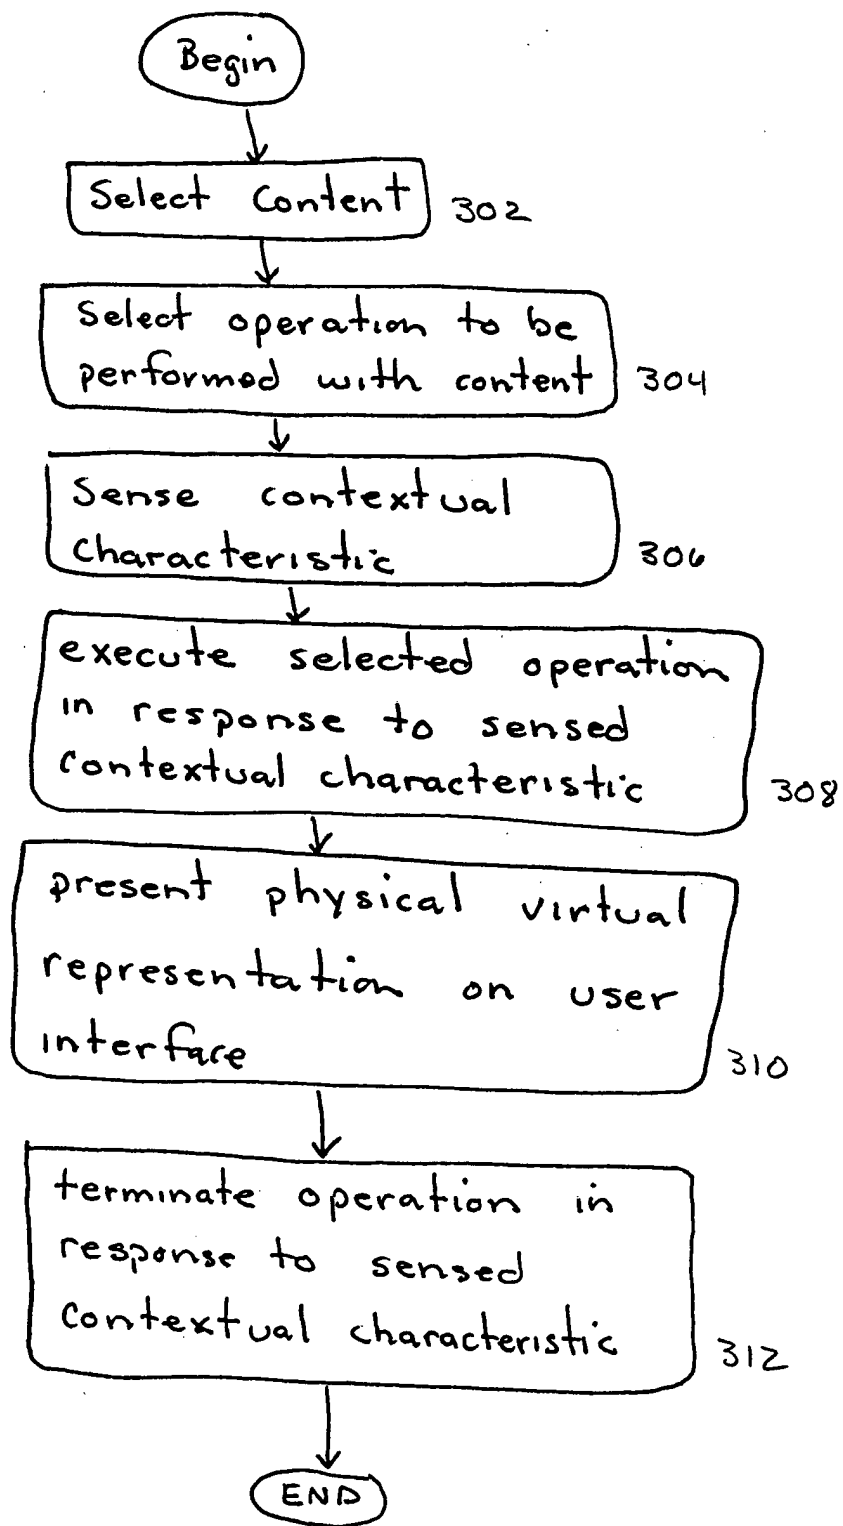 Begin
Select Content 302
Select operation to be
performed with content 304
Sense contextual
characteristic 306
execute selected operation
in response to sensed
contextual characteristic 308
present physical virtual
representation on user
interface 310
terminate operation in
response to sensed
contextual characteristic 312
END